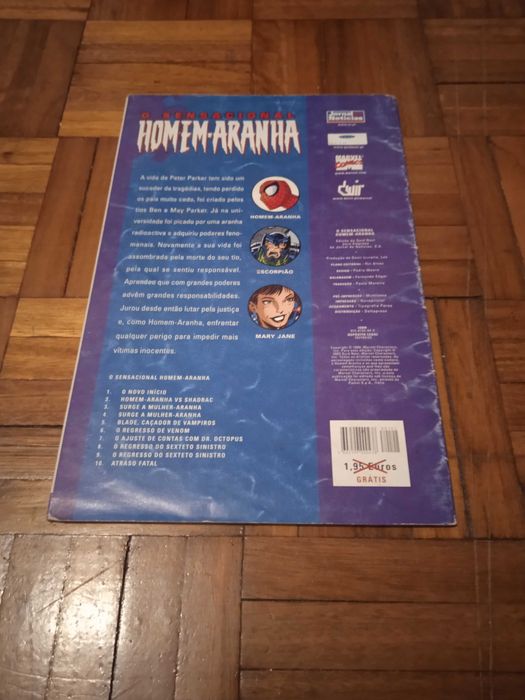 O SENSACIONAL
HOMEM-ARANHA
A vida de Peter Parker tem sido um
suceder de tragédias, tendo perdido
os pais muito cedo, foi criado pelos
tios Ben e May Parker. Já na uni-
versidade foi picado por uma aranha
radioactiva e adquiriu poderes feno-
menais. Novamente a sua vida foi
assombrada pela morte do seu tio,
pela qual se sentiu responsável.
Aprendeu que com grandes poderes
advêm grandes responsabilidades.
Jurou desde então lutar pela justiça
e, como Homem-Aranha, enfrentar
qualquer perigo para impedir mais
vítimas inocentes.
HOMEM-ARANHA
ESCORPIÃO
MARY JANE
O SENSACIONAL HOMEM-ARANHA
1. O NOVO INÍCIO
2. HOMEM-ARANHA VS SHADRAC
3. SURGE A MULHER-ARANHA
4. SURGE A MULHER-ARANHA
5. BLADE, CAÇADOR DE VAMPIROS
6. O REGRESSO DE VENOM
7. O AJUSTE DE CONTAS COM DR. OCTOPUS
8. O REGRESSO DO SEXTETO SINISTRO
9. O REGRESSO DO SEXTETO SINISTRO
10. ATRASO FATAL
Jornal
Notícias
MARVEL
COMICS
Devir
O SENSACIONAL
HOMEM-ARANHA
1,95 Euros
GRÁTIS